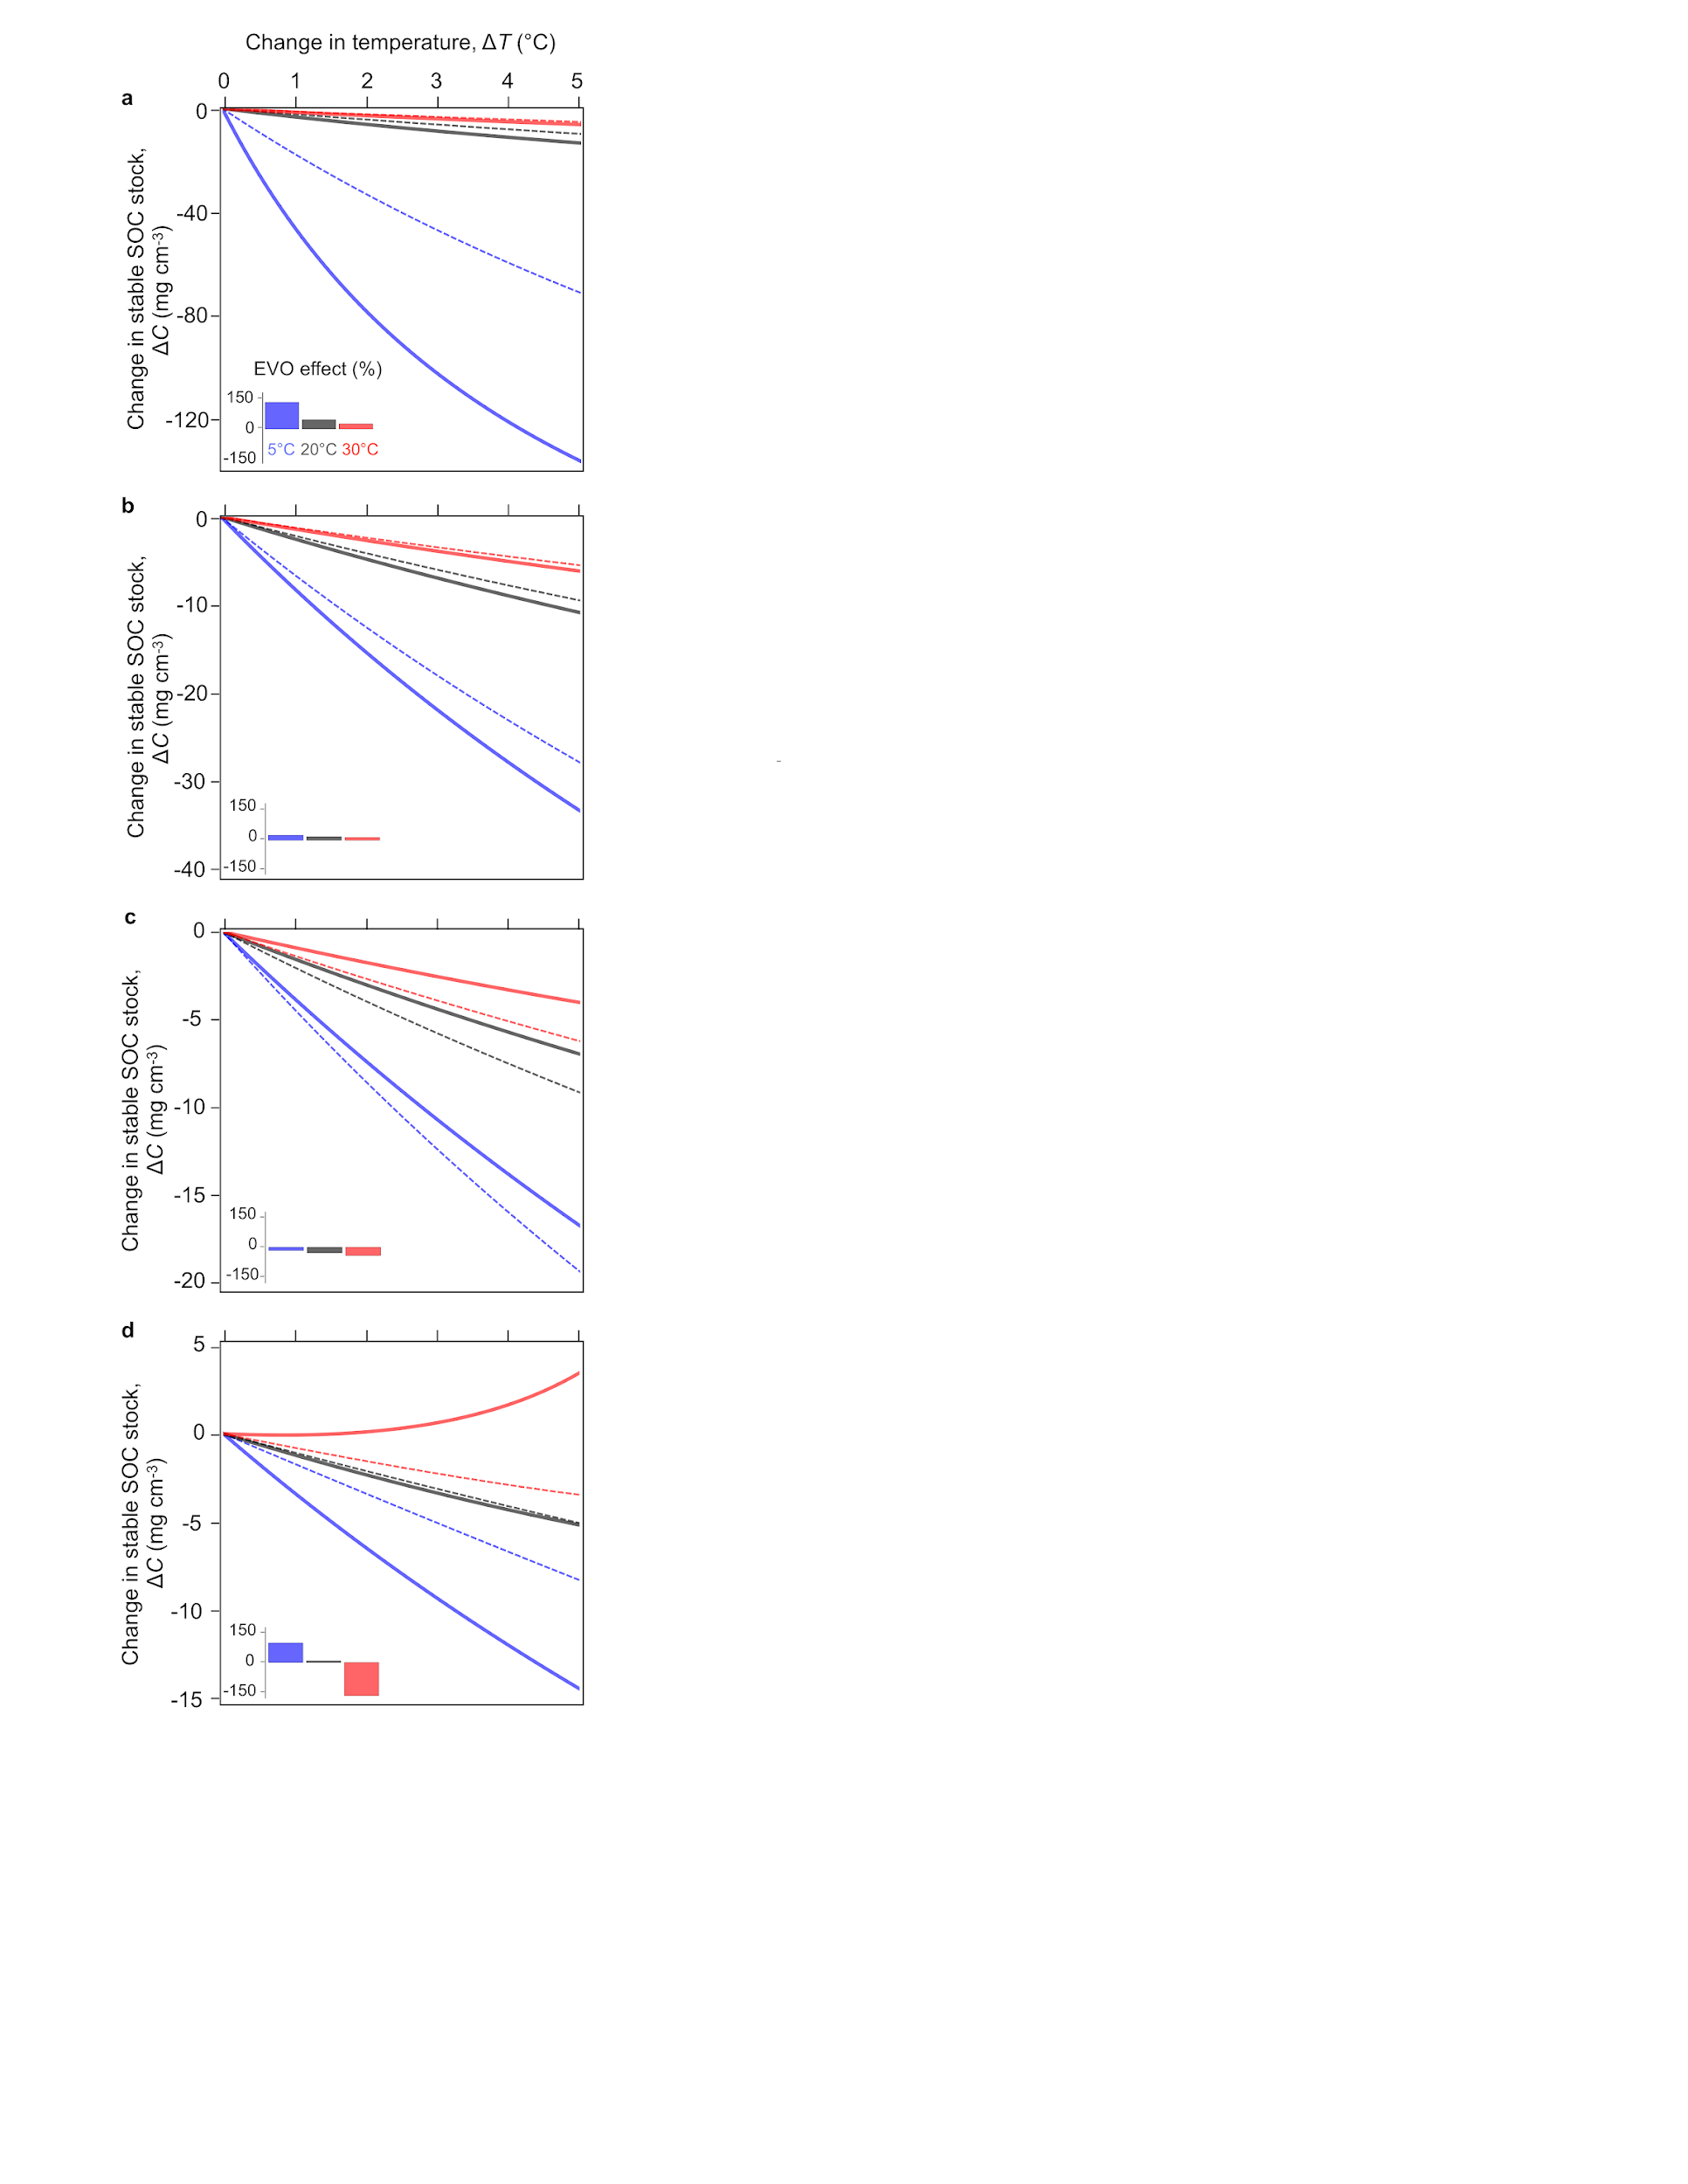 Change in temperature, ΔT (°C)
0 1 2 3 4 5
a
Change in stable SOC stock,
ΔC (mg cm-3)
0
-40
-80
-120
EVO effect (%)
150
0
-150
5°C 20°C 30°C
b
Change in stable SOC stock,
ΔC (mg cm-3)
0
-10
-20
-30
-40
150
0
-150
c
Change in stable SOC stock,
ΔC (mg cm-3)
0
-5
-10
-15
-20
150
0
-150
d
Change in stable SOC stock,
ΔC (mg cm-3)
5
0
-5
-10
-15
150
0
-150